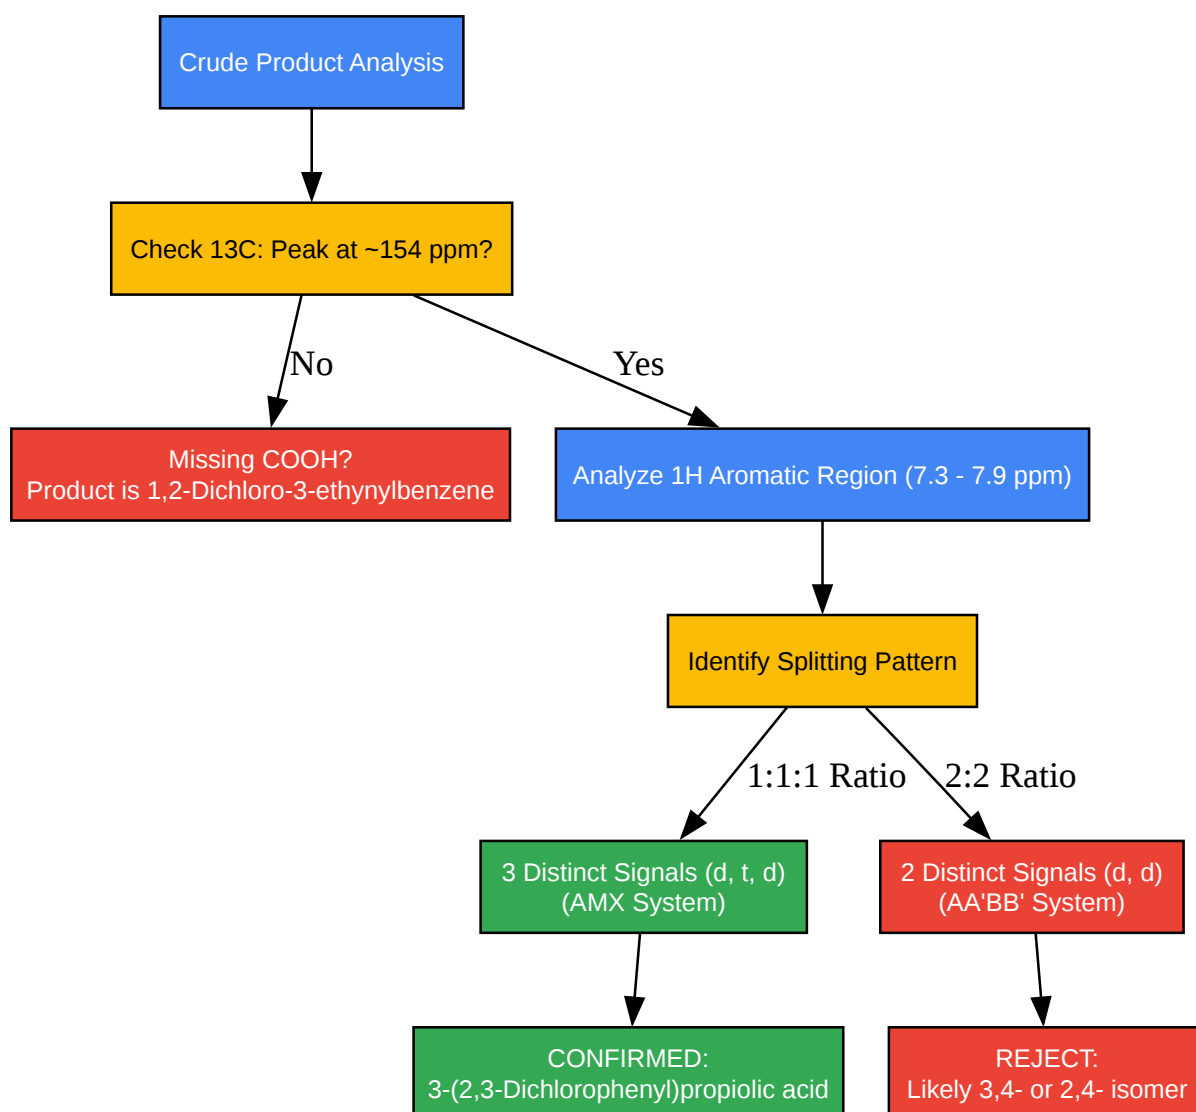 Crude Product Analysis
Check 13C: Peak at ~154 ppm?
No
Yes
Missing COOH?
Product is 1,2-Dichloro-3-ethynylbenzene
Analyze 1H Aromatic Region (7.3 - 7.9 ppm)
Identify Splitting Pattern
1:1:1 Ratio
2:2 Ratio
3 Distinct Signals (d, t, d)
(AMX System)
2 Distinct Signals (d, d)
(AA'BB' System)
CONFIRMED:
3-(2,3-Dichlorophenyl)propiolic acid
REJECT:
Likely 3,4- or 2,4- isomer